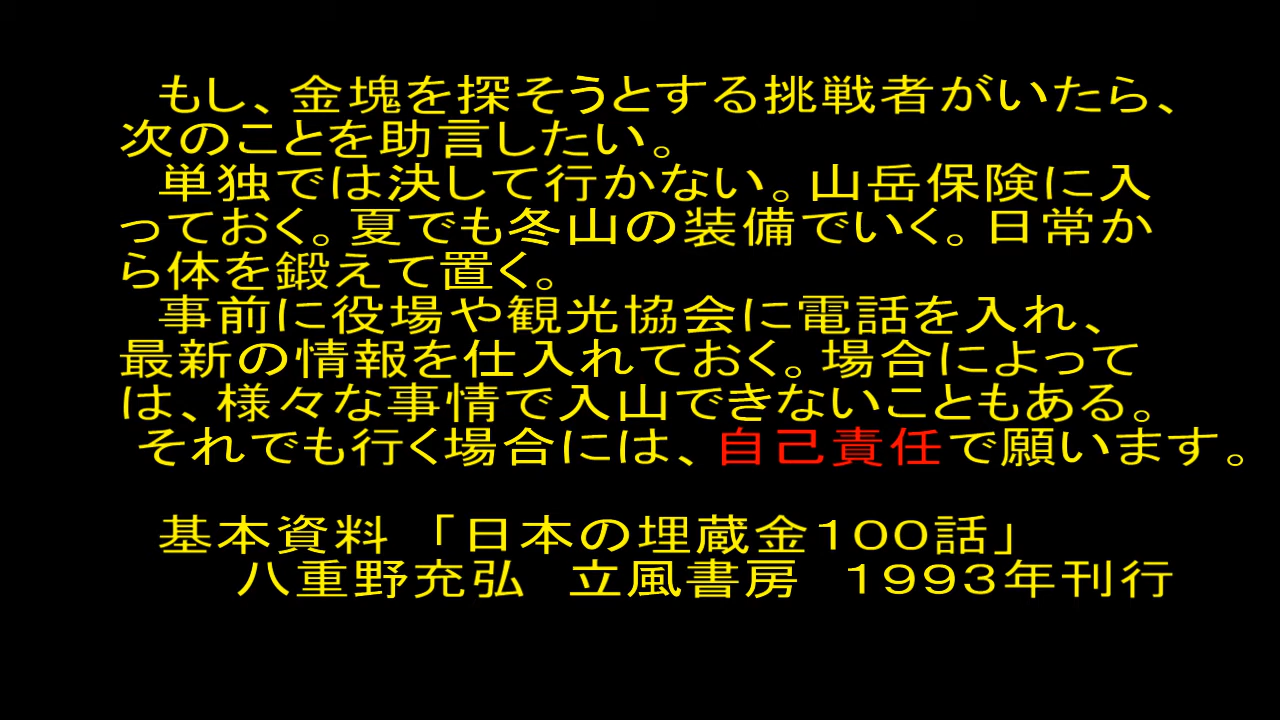 もし、金塊を探そうとする挑戦者がいたら、
次のことを助言したい。
単独では決して行かない。山岳保険に入
っておく。夏でも冬山の装備でいく。日常か
ら体を鍛えて置く。
事前に役場や観光協会に電話を入れ、
最新の情報を仕入れておく。場合によって
は、様々な事情で入山できないこともある。
それでも行く場合には、自己責任で願います。
基本資料 「日本の埋蔵金100話」
八重野充弘 立風書房 1993年刊行